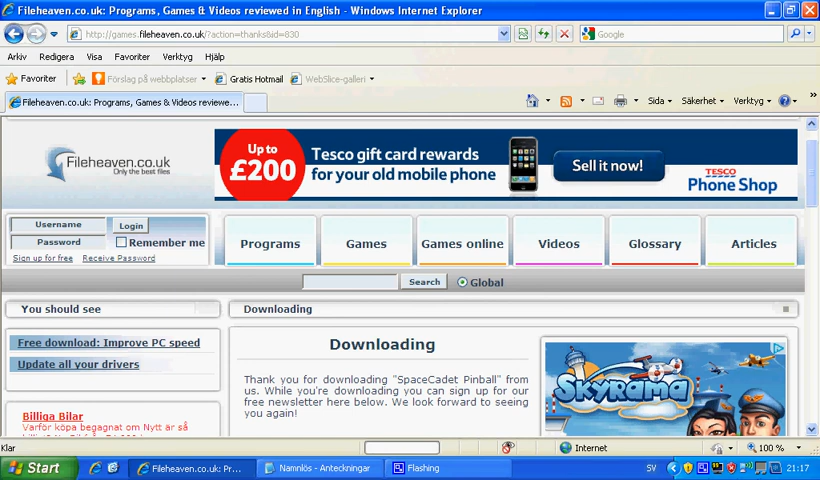 Fileheaven.co.uk: Programs, Games & Videos reviewed in English - Windows Internet Explorer
http://games.fileheaven.co.uk/?action=thanks&id=830
Google
Arkiv Redigera Visa Favoriter Verktyg Hjälp
Favoriter Förslag på webbplatser Gratis Hotmail WebSlice-galleri
Fileheaven.co.uk: Programs, Games & Videos reviewe...
Sida Säkerhet Verktyg
Fileheaven.co.uk
Only the best files
Up to
£200
Tesco gift card rewards
for your old mobile phone
Sell it now!
TESCO
Phone Shop
Username Login
Password Remember me
Sign up for free Receive Password
Programs Games Games online Videos Glossary Articles
Search Global
You should see
Free download: Improve PC speed
Update all your drivers
Billiga Bilar
Varför köpa begagnat om Nytt är så
Downloading
Downloading
Thank you for downloading "SpaceCadet Pinball" from
us. While you're downloading you can sign up for our
free newsletter here below. We look forward to seeing
you again!
SKYRAMA
Klar Internet 100 %
Start Fileheaven.co.uk: Pr... Namnlös - Anteckningar Flashing SV 21:17